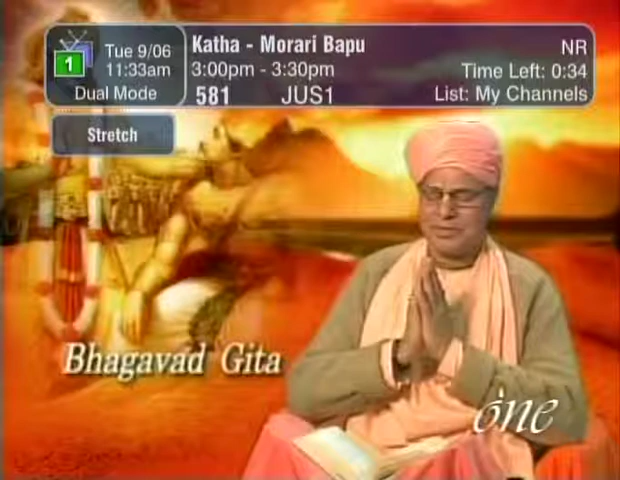 1
Tue 9/06
11:33am
Dual Mode
Katha - Morari Bapu
3:00pm - 3:30pm
581 JUS1
NR
Time Left: 0:34
List: My Channels
Stretch
Bhagavad Gita
one